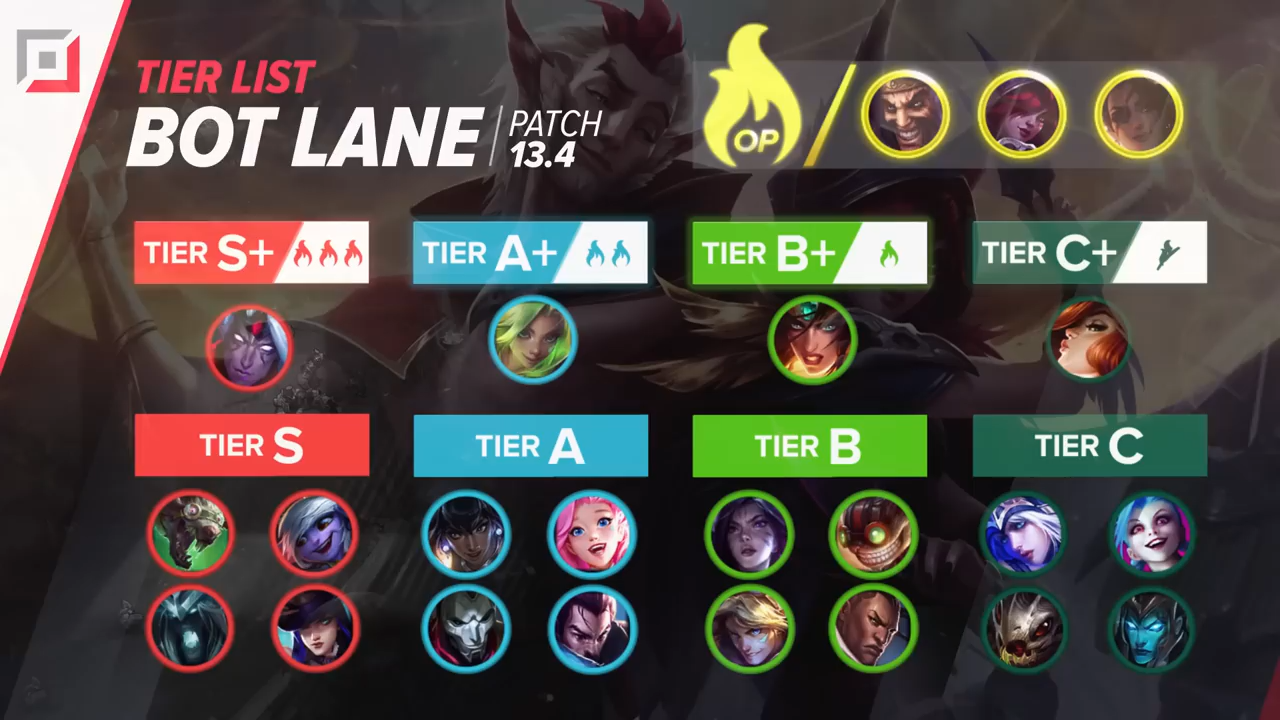 TIER LIST
BOT LANE
PATCH
13.4
OP
TIER S+
TIER A+
TIER B+
TIER C+
TIER S
TIER A
TIER B
TIER C